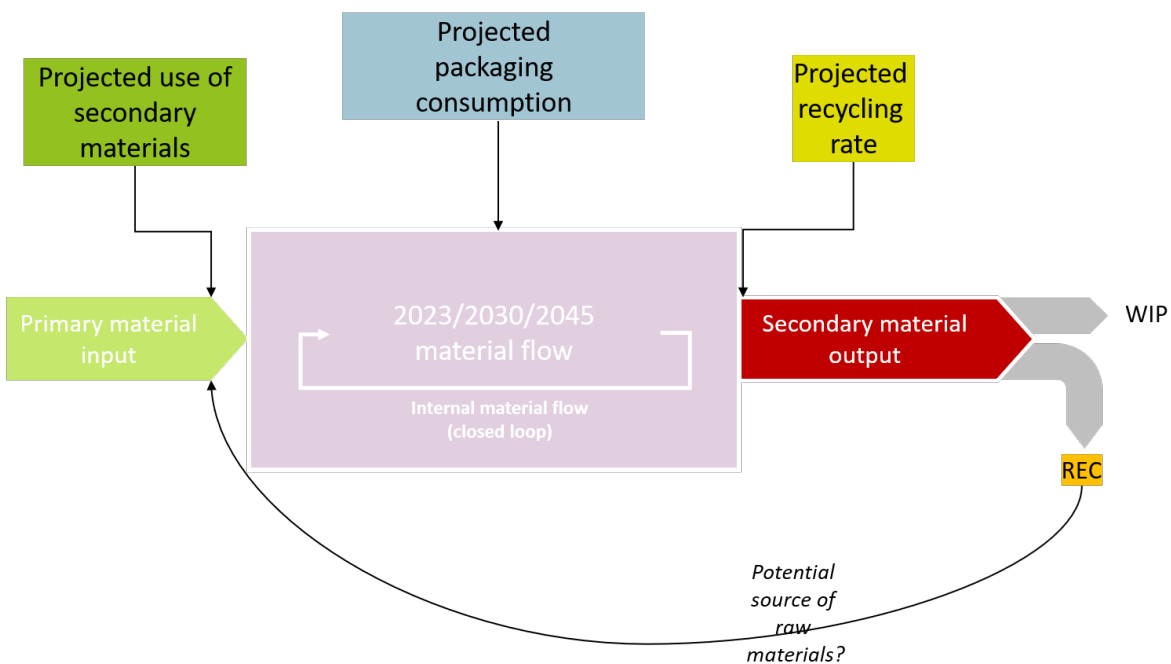 Projected
packaging
consumption
Projected use of
secondary
materials
Projected
recycling
rate
Primary material
input
2023/2030/2045
material flow
Internal material flow
(closed loop)
Secondary material
output
WIP
REC
Potential
source of
raw
materials?